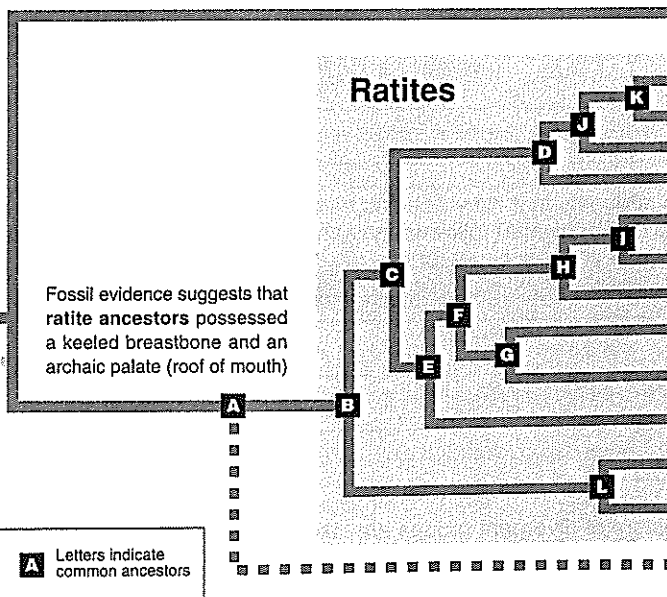 Ratites
K
J
D
I
C
H
Fossil evidence suggests that
ratite ancestors possessed
a keeled breastbone and an
archaic palate (roof of mouth)
F
G
E
A
B
L
A
Letters indicate
common ancestors